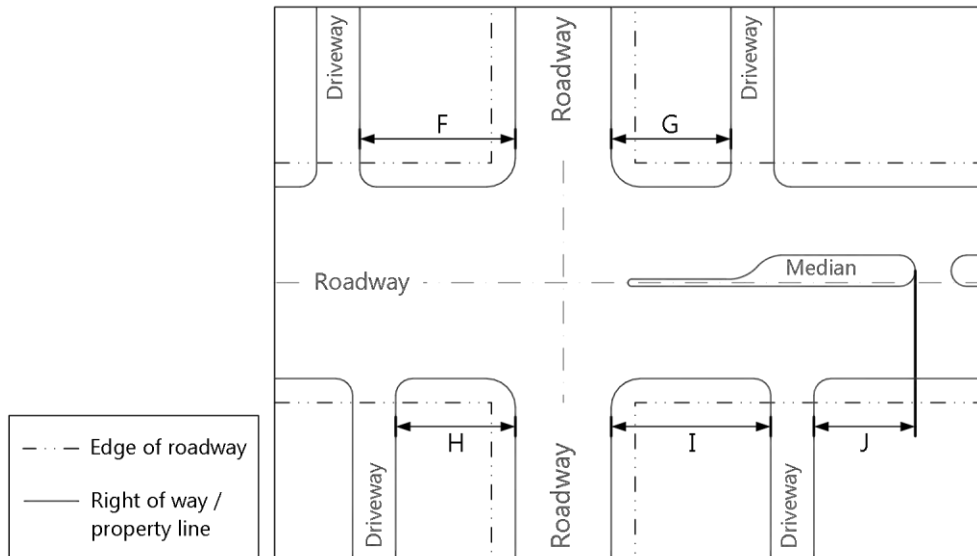 Driveway
Roadway
Driveway
F
G
Roadway
Median
H
I
J
Driveway
Roadway
Driveway
Edge of roadway
Right of way /
property line